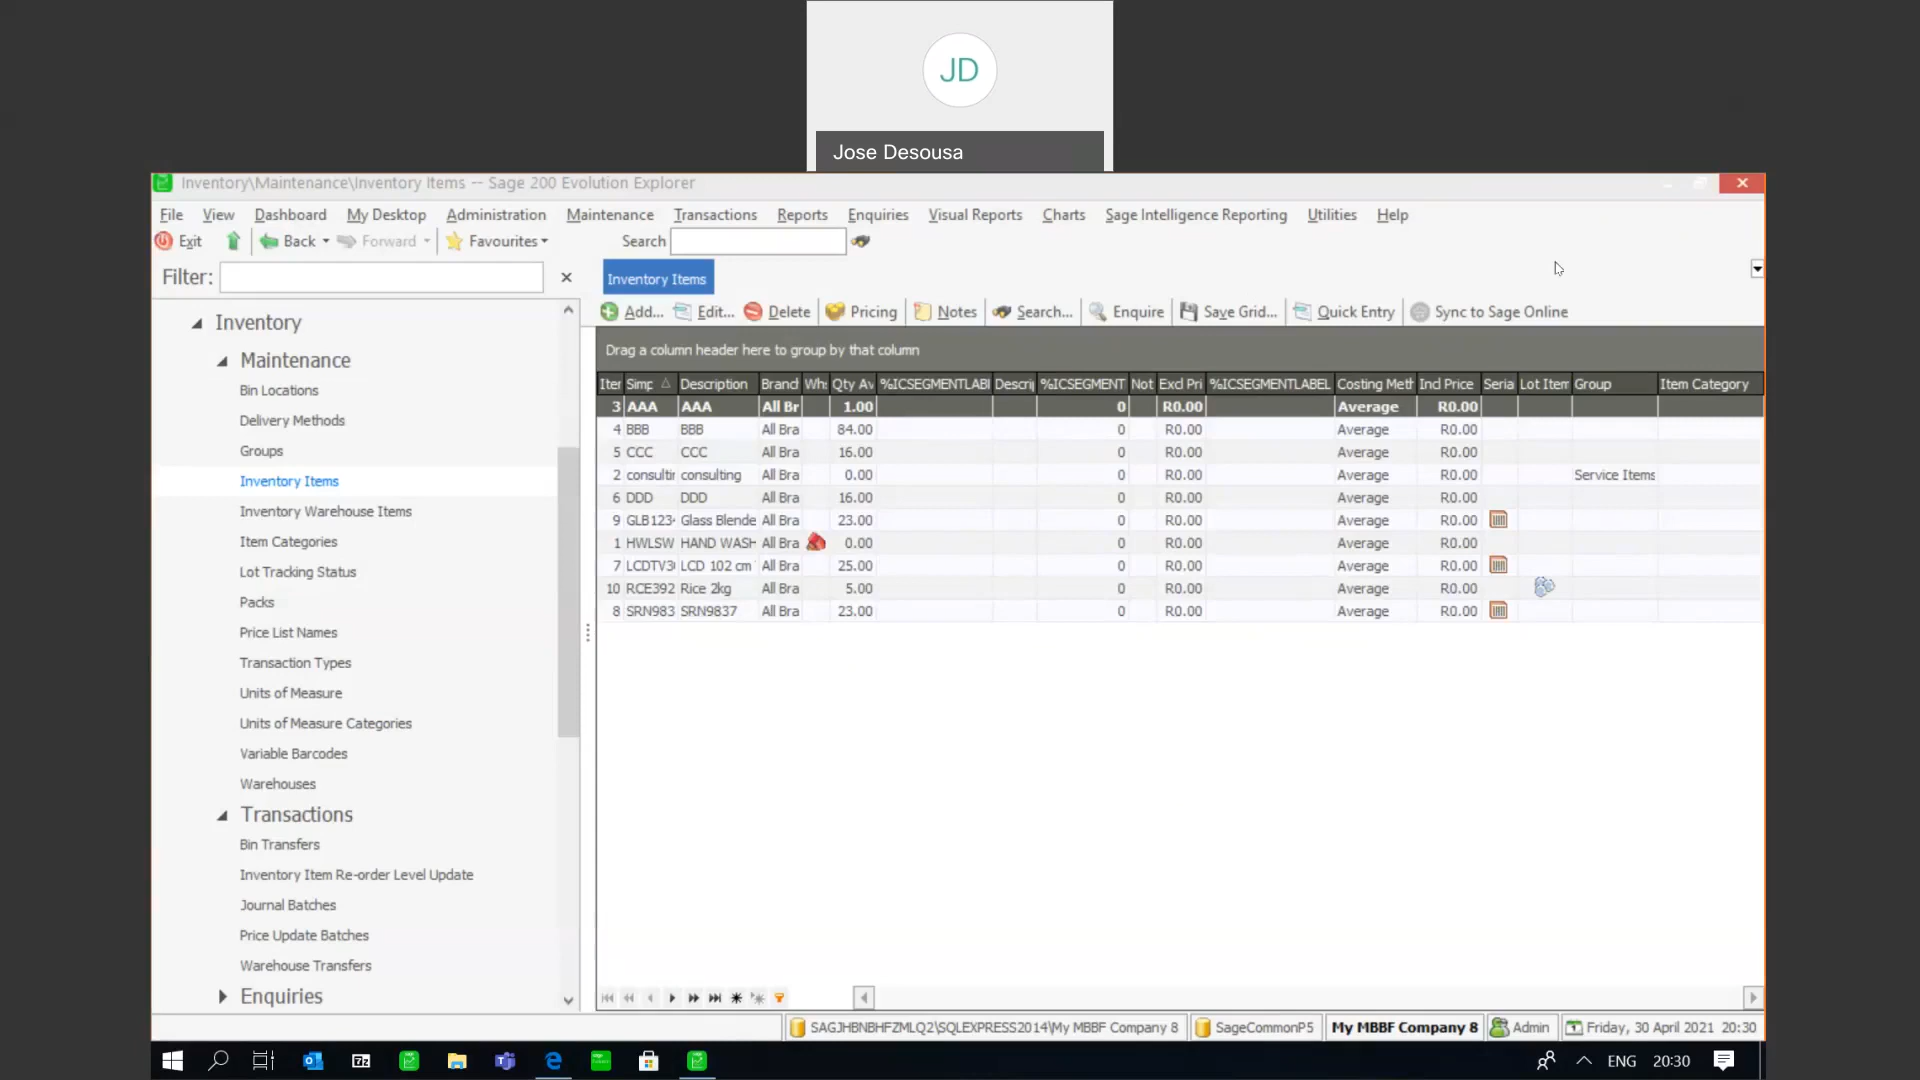 JD
Jose Desousa
Inventory\Maintenance\Inventory Items -- Sage 200 Evolution Explorer
File View Dashboard My Desktop Administration Maintenance Transactions Reports Enquiries Visual Reports Charts Sage Intelligence Reporting Utilities Help
Exit Back Forward Favourites Search
Filter:
Inventory Items
Add... Edit... Delete Pricing Notes Search... Enquire Save Grid... Quick Entry Sync to Sage Online
Inventory
Maintenance
Bin Locations
Delivery Methods
Groups
Inventory Items
Inventory Warehouse Items
Item Categories
Lot Tracking Status
Packs
Price List Names
Transaction Types
Units of Measure
Units of Measure Categories
Variable Barcodes
Warehouses
Transactions
Bin Transfers
Inventory Item Re-order Level Update
Journal Batches
Price Update Batches
Warehouse Transfers
Enquiries
Drag a column header here to group by that column
Iter Simp Description Brand Whs Qty Av %ICSEGMENTLABI Descrip %ICSEGMENT Not Excl Pri %ICSEGMENTLABEL Costing Meth Incl Price Seria Lot Item Group Item Category
3 AAA AAA All Br 1.00 0 R0.00 Average R0.00
4 BBB BBB All Bra 84.00 0 R0.00 Average R0.00
5 CCC CCC All Bra 16.00 0 R0.00 Average R0.00
2 consultin consulting All Bra 0.00 0 R0.00 Average R0.00 Service Items
6 DDD DDD All Bra 16.00 0 R0.00 Average R0.00
9 GLB123 Glass Blende All Bra 23.00 0 R0.00 Average R0.00
1 HWLSW HAND WASH All Bra 0.00 0 R0.00 Average R0.00
7 LCDTV3 LCD 102 cm All Bra 25.00 0 R0.00 Average R0.00
10 RCE392 Rice 2kg All Bra 5.00 0 R0.00 Average R0.00
8 SRN983 SRN9837 All Bra 23.00 0 R0.00 Average R0.00
SAGJHBNBHFZMLQ2\SQLEXPRESS2014\My MBBF Company 8 SageCommonP5 My MBBF Company 8 Admin Friday, 30 April 2021 20:30
ENG 20:30